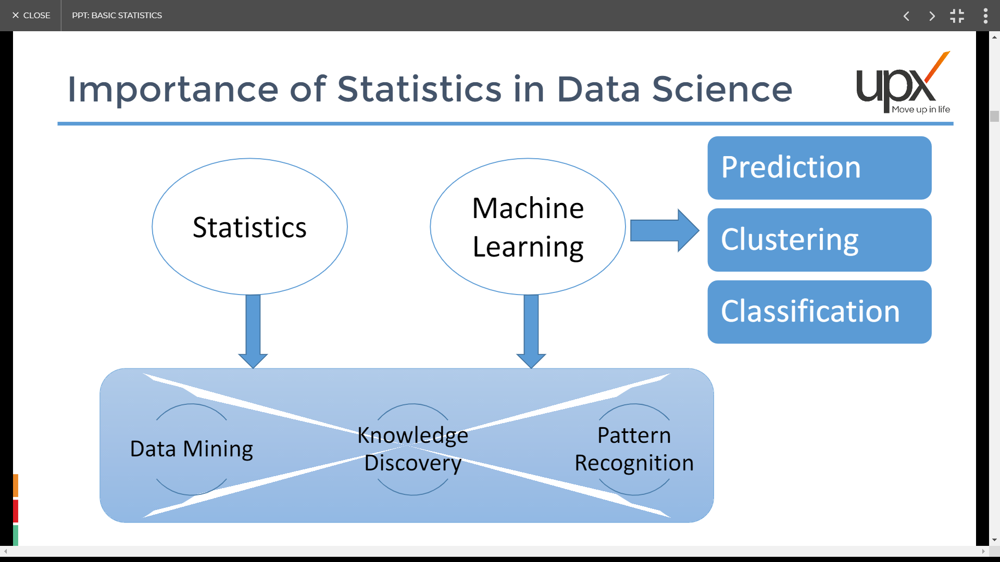 CLOSE
PPT: BASIC STATISTICS
Importance of Statistics in Data Science
upx
Move up in life
Statistics
Machine
Learning
Prediction
Clustering
Classification
Data Mining
Knowledge
Discovery
Pattern
Recognition